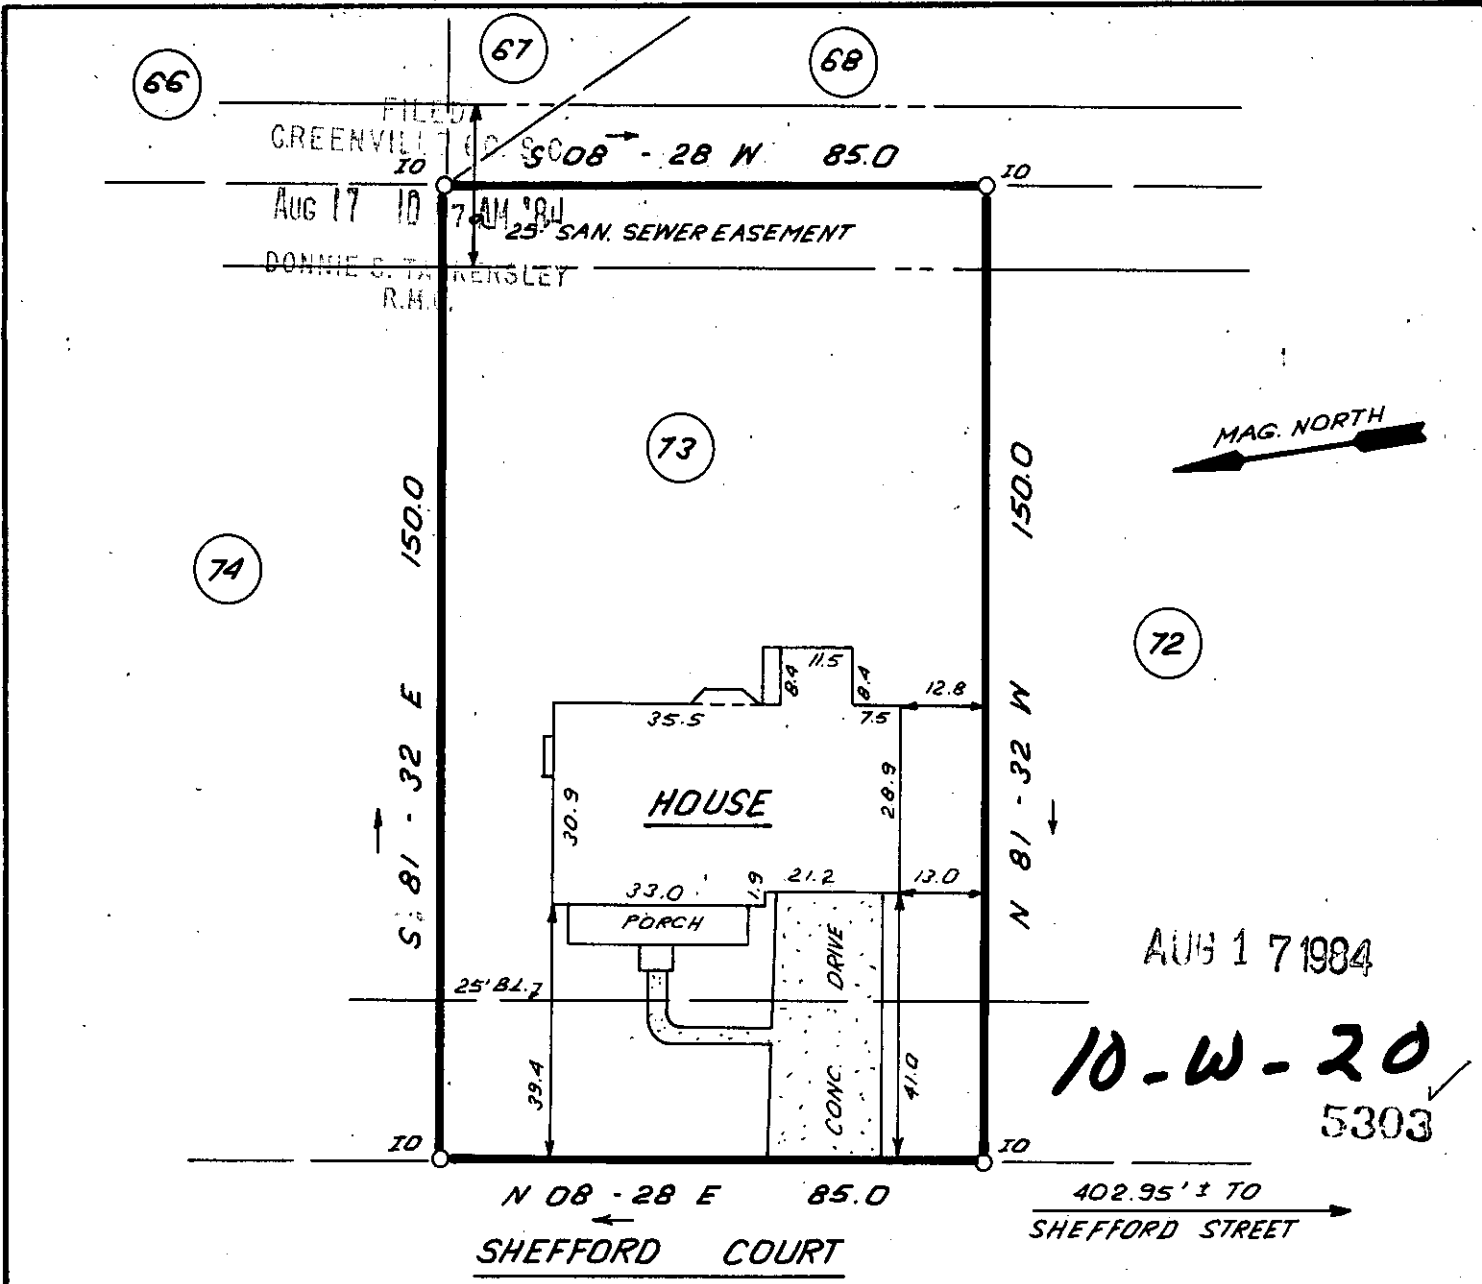 67
68
66
FILED
GREENVILLE CO. S.C.
S 08 - 28 W 85.0
IO
IO
AUG 17 10 7 AM '84
25' SAN. SEWER EASEMENT
DONNIE S. TANKERSLEY
R.M.C.
MAG. NORTH
73
150.0
150.0
74
72
11.5
8.4
8.4
12.8
35.5
7.5
S 81 - 32 E
N 81 - 32 W
HOUSE
30.9
28.9
33.0
1.9
21.2
13.0
PORCH
CONC. DRIVE
AUG 17 1984
25' B.L.
10-W-20
39.4
41.0
5303
IO
IO
N 08 - 28 E 85.0
402.95' ± TO
SHEFFORD STREET
SHEFFORD COURT